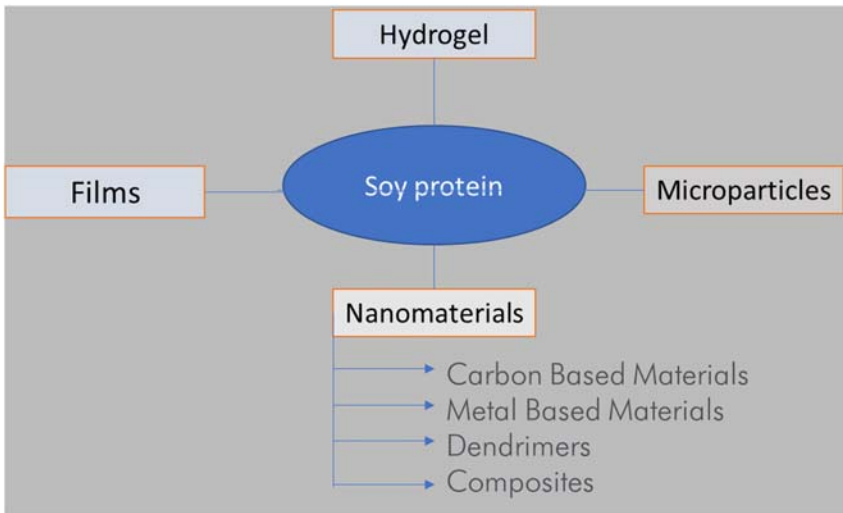 Hydrogel
Films
Soy protein
Microparticles
Nanomaterials
Carbon Based Materials
Metal Based Materials
Dendrimers
Composites